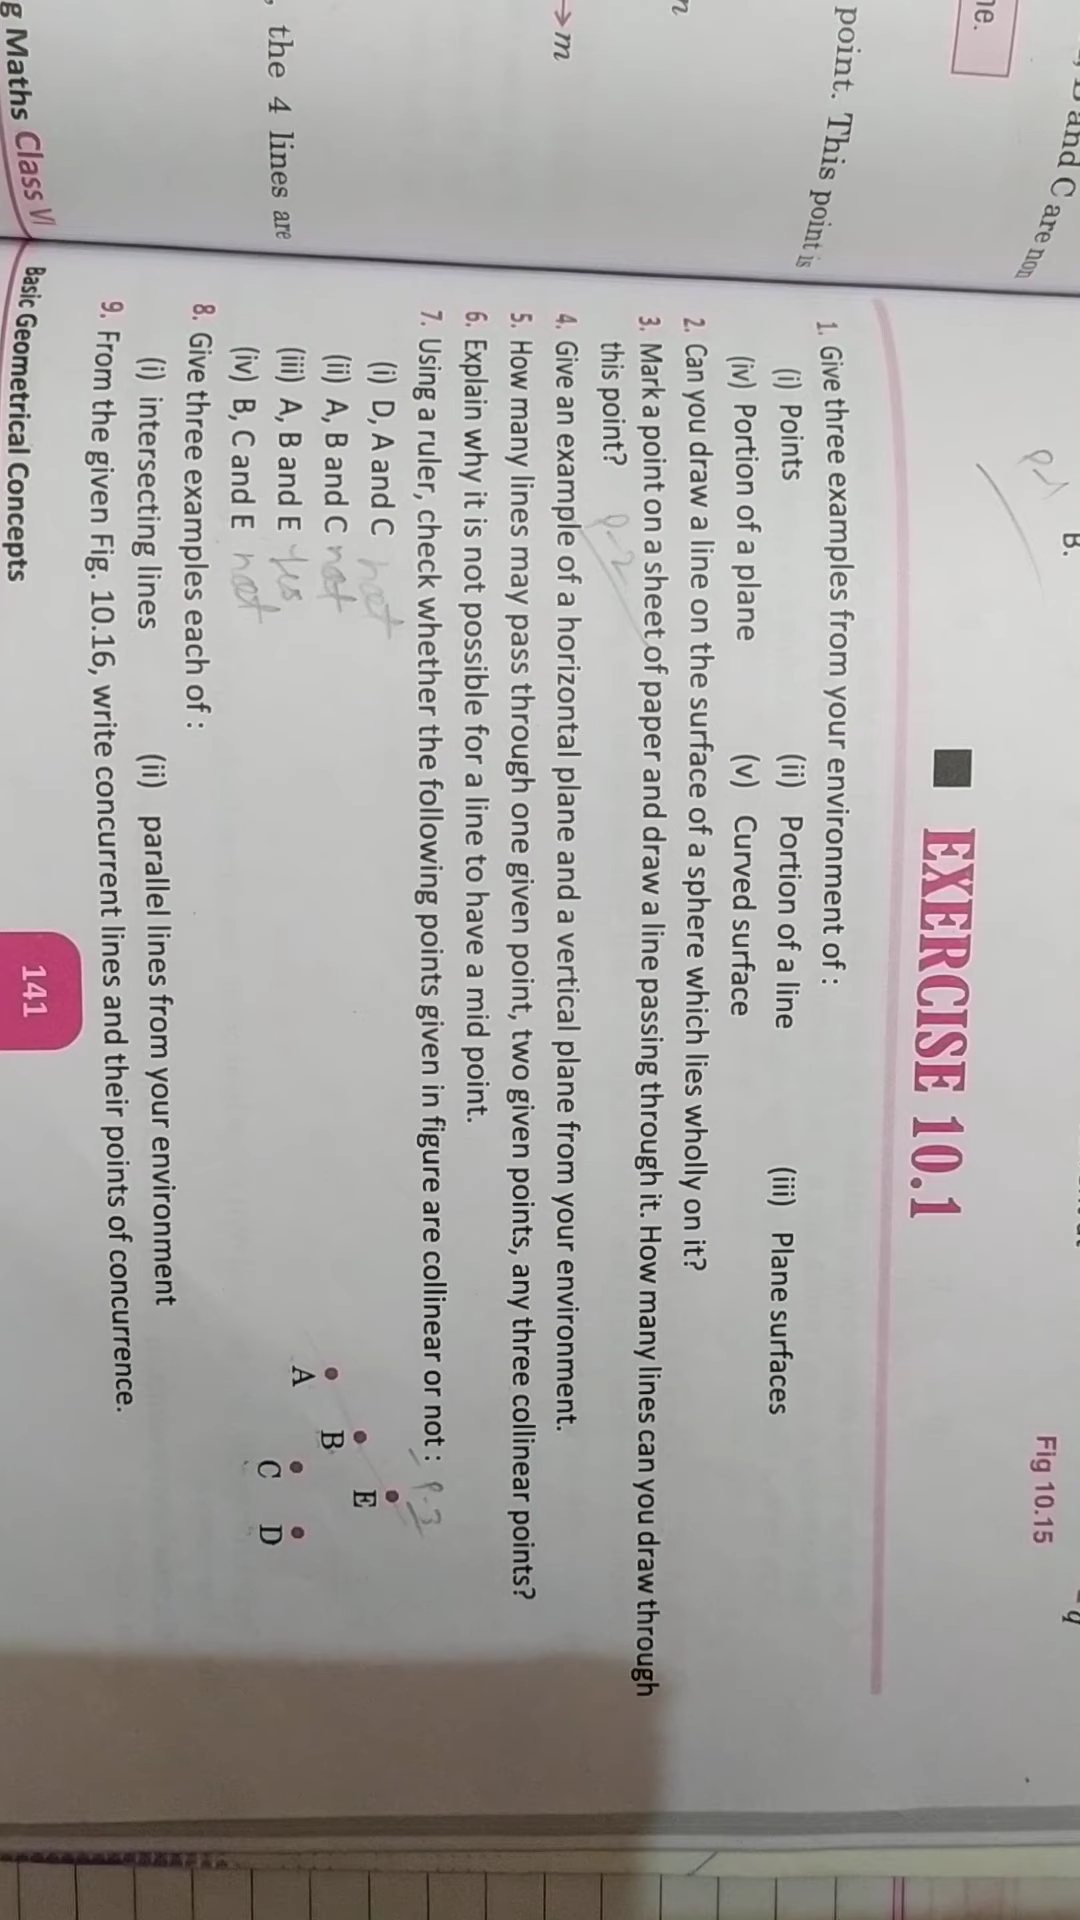 B and C are non
ne.
point. This point is
n
m
, the 4 lines are
g Maths Class VI
B.
Fig 10.15
q
EXERCISE 10.1
1. Give three examples from your environment of :
(i) Points (ii) Portion of a line (iii) Plane surfaces
(iv) Portion of a plane (v) Curved surface
2. Can you draw a line on the surface of a sphere which lies wholly on it?
3. Mark a point on a sheet of paper and draw a line passing through it. How many lines can you draw through
this point?
4. Give an example of a horizontal plane and a vertical plane from your environment.
5. How many lines may pass through one given point, two given points, any three collinear points?
6. Explain why it is not possible for a line to have a mid point.
7. Using a ruler, check whether the following points given in figure are collinear or not :
(i) D, A and C not
(ii) A, B and C not
(iii) A, B and E Yes
(iv) B, C and E not
E
B
A
C D
8. Give three examples each of :
(i) intersecting lines (ii) parallel lines from your environment
9. From the given Fig. 10.16, write concurrent lines and their points of concurrence.
Basic Geometrical Concepts
141